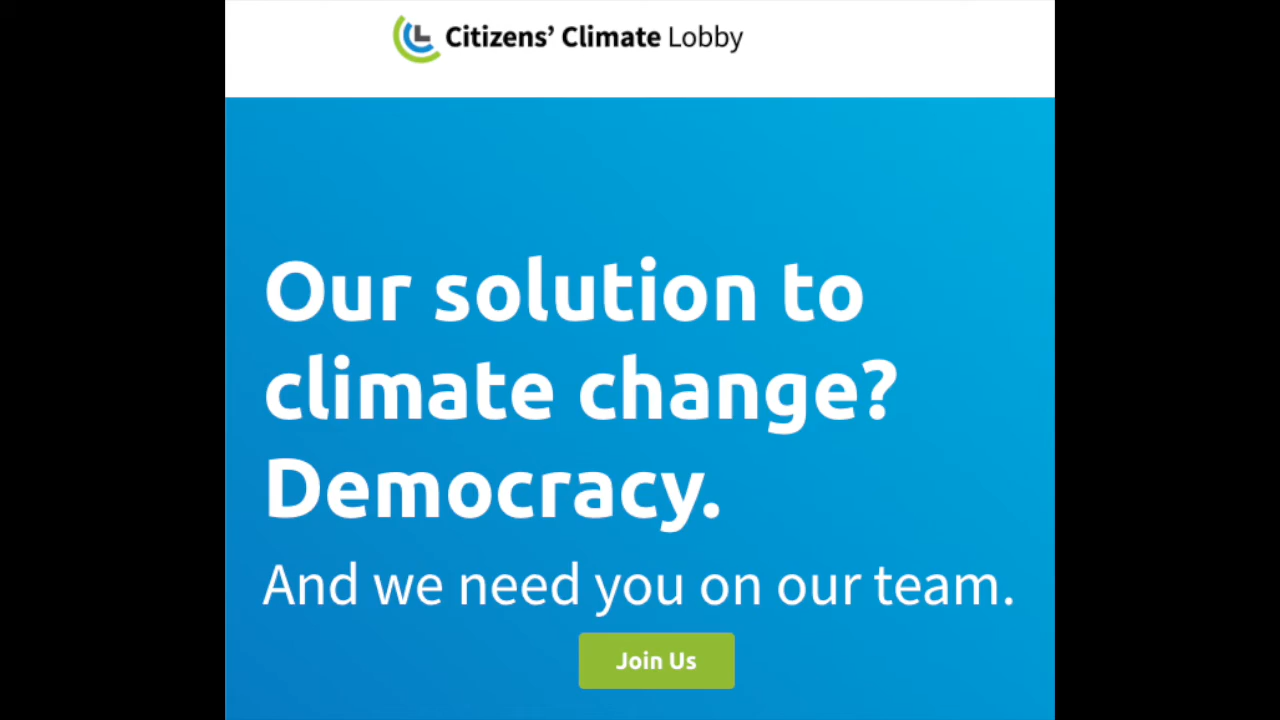 Citizens’ Climate Lobby
Our solution to
climate change?
Democracy.
And we need you on our team.
Join Us